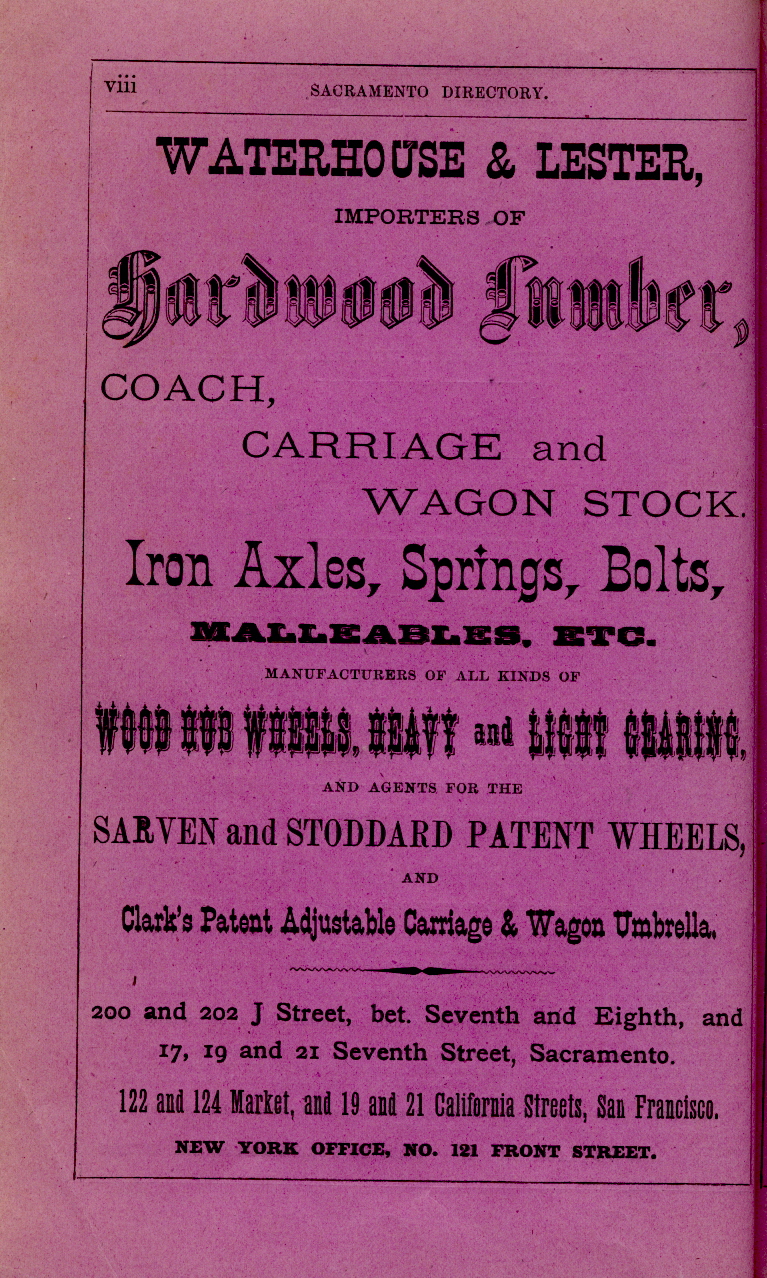 viii SACRAMENTO DIRECTORY.
WATERHOUSE & LESTER,
IMPORTERS OF
Hardwood Lumber,
COACH,
CARRIAGE and
WAGON STOCK.
Iron Axles, Springs, Bolts,
MALLEABLES, ETC.
MANUFACTURERS OF ALL KINDS OF
WOOD HUB WHEELS, HEAVY and LIGHT GEARING,
AND AGENTS FOR THE
SARVEN and STODDARD PATENT WHEELS,
AND
Clark's Patent Adjustable Carriage & Wagon Umbrella.
200 and 202 J Street, bet. Seventh and Eighth, and
17, 19 and 21 Seventh Street, Sacramento.
122 and 124 Market, and 19 and 21 California Streets, San Francisco.
NEW YORK OFFICE, NO. 121 FRONT STREET.